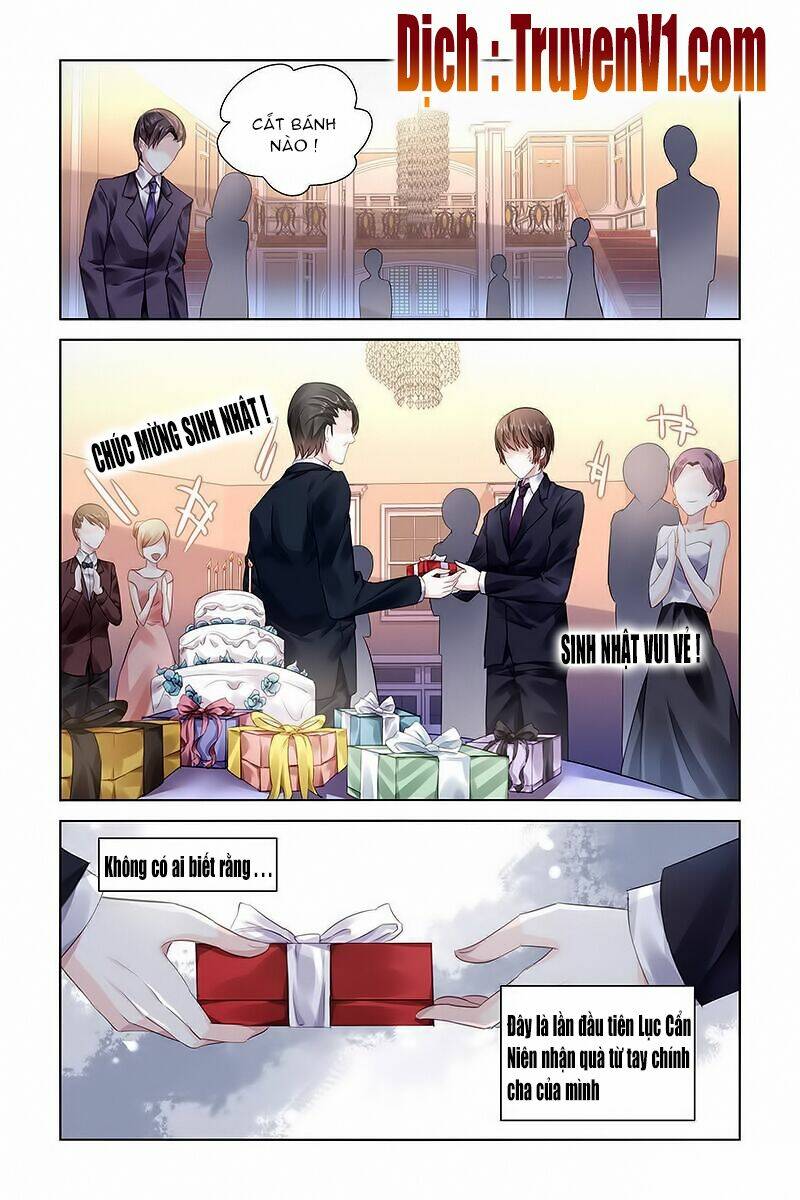 Dịch : TruyenV1.com
CẮT BÁNH
NÀO !
CHÚC MỪNG SINH NHẬT !
SINH NHẬT VUI VẺ !
Không có ai biết rằng . . .
Đây là lần đầu tiên Lục Cẩn
Niên nhận quà từ tay chính
cha của mình